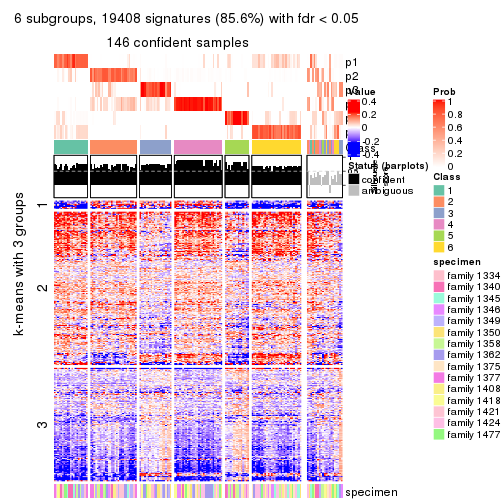 6 subgroups, 19408 signatures (85.6%) with fdr < 0.05
146 confident samples
p1
p2
Value
0.4
0.2
0
-0.2
-0.4
Prob
1
0.8
0.6
0.4
0.2
0
Status (barplots)
confident
ambiguous
Class
1
2
3
4
5
6
k-means with 3 groups
1
2
3
specimen
family 1334
family 1340
family 1345
family 1346
family 1349
family 1350
family 1358
family 1362
family 1375
family 1377
family 1408
family 1418
family 1421
family 1424
family 1477
specimen